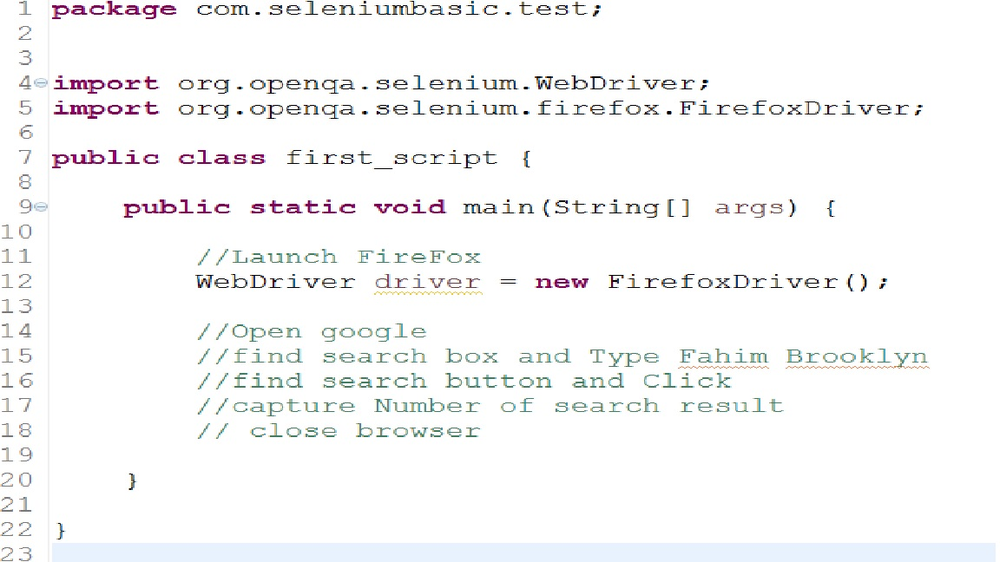 1 package com.seleniumbasic.test;
2
3
4 import org.openqa.selenium.WebDriver;
5 import org.openqa.selenium.firefox.FirefoxDriver;
6
7 public class first_script {
8
9 public static void main(String[] args) {
10
11 //Launch FireFox
12 WebDriver driver = new FirefoxDriver();
13
14 //Open google
15 //find search box and Type Fahim Brooklyn
16 //find search button and Click
17 //capture Number of search result
18 // close browser
19
20 }
21
22 }
23